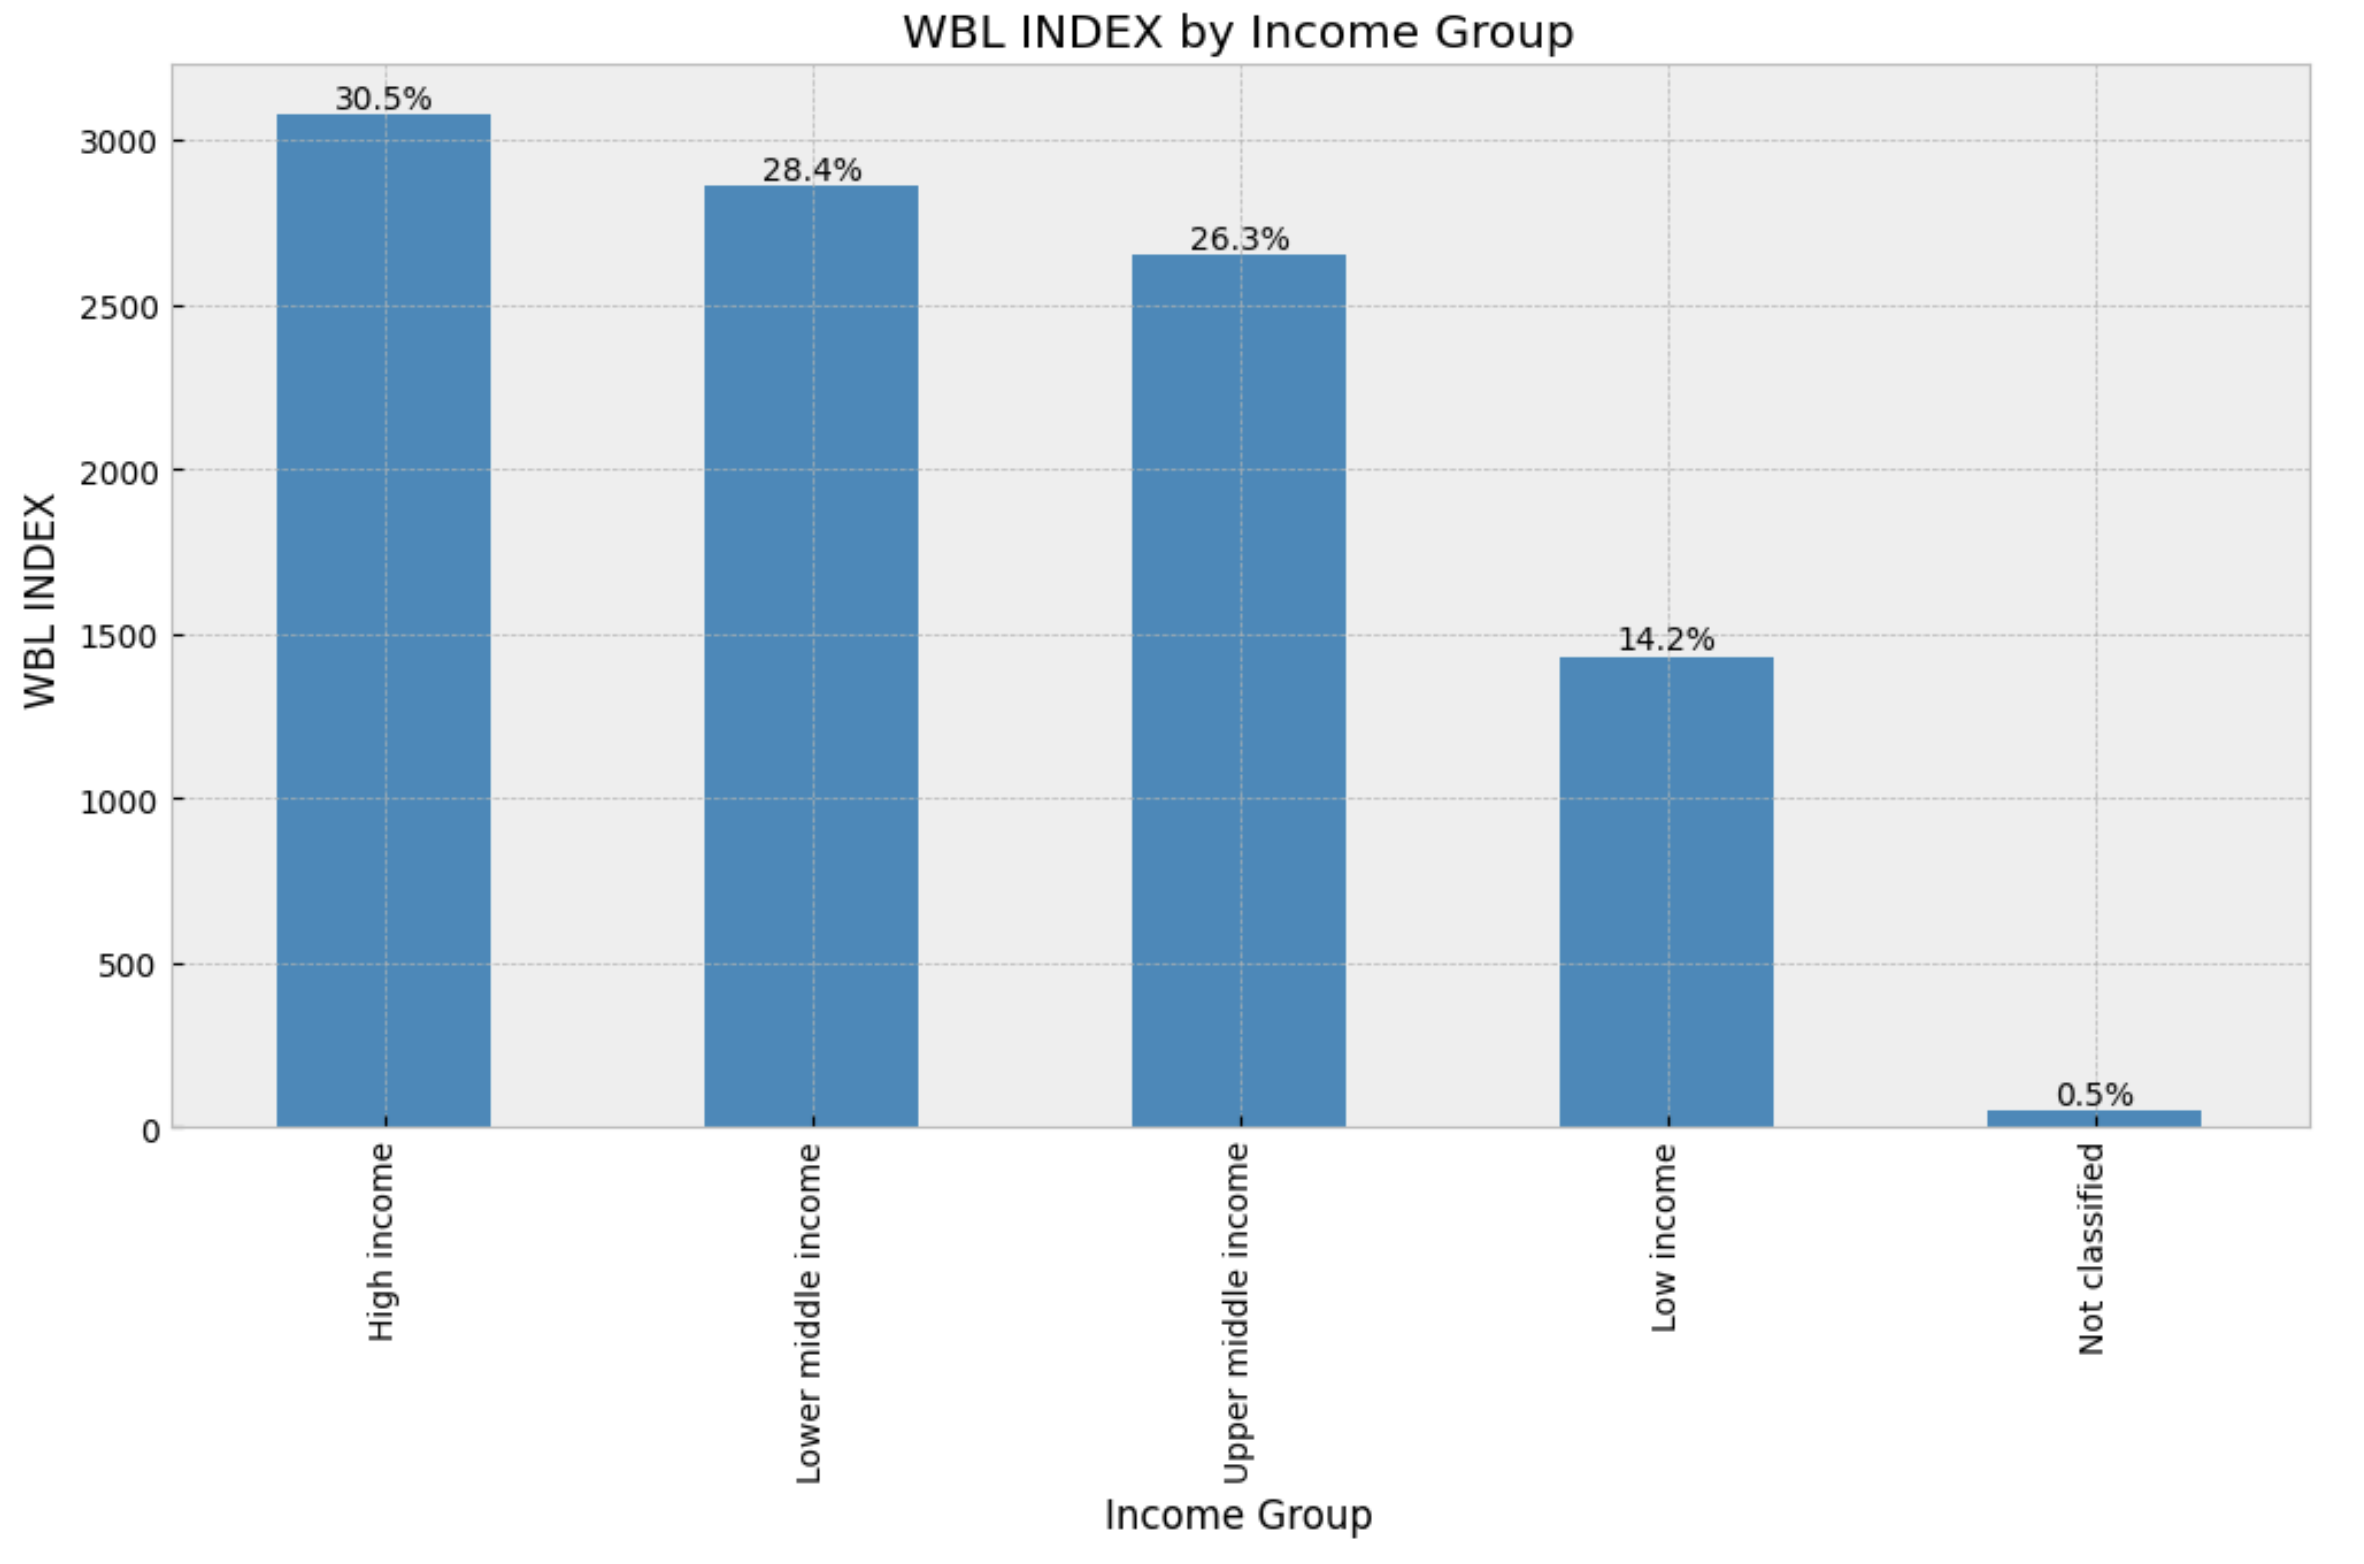 WBL INDEX by Income Group
30.5%
28.4%
26.3%
14.2%
0.5%
3000
2500
2000
1500
1000
500
0
WBL INDEX
High income
Lower middle income
Upper middle income
Low income
Not classified
Income Group